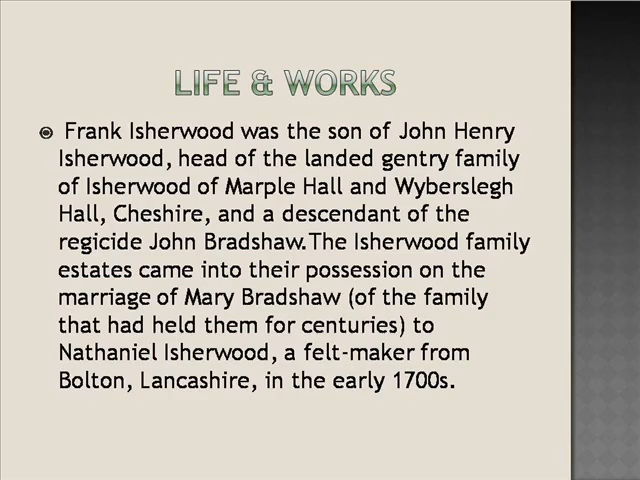 LIFE & WORKS
Frank Isherwood was the son of John Henry
Isherwood, head of the landed gentry family
of Isherwood of Marple Hall and Wyberslegh
Hall, Cheshire, and a descendant of the
regicide John Bradshaw.The Isherwood family
estates came into their possession on the
marriage of Mary Bradshaw (of the family
that had held them for centuries) to
Nathaniel Isherwood, a felt-maker from
Bolton, Lancashire, in the early 1700s.